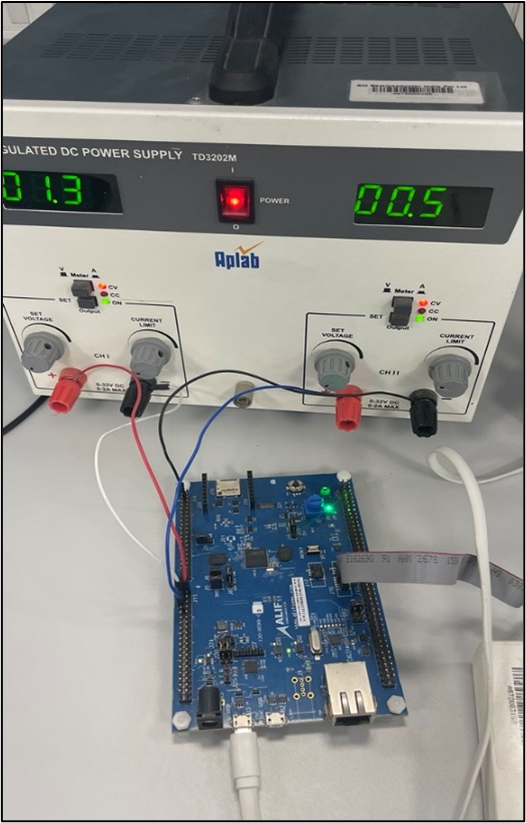 GULATED DC POWER SUPPLY TD3202M
01.3
I
POWER
O
00.5
Aplab
V Meter A
CV
CC
SET
ON
Output
SET
VOLTAGE
CURRENT
LIMIT
CH I
+
0-32V DC
0-2A MAX
V Meter A
CV
CC
SET
ON
Output
SET
VOLTAGE
CURRENT
LIMIT
CH II
0-32V DC
0-2A MAX
ALIF